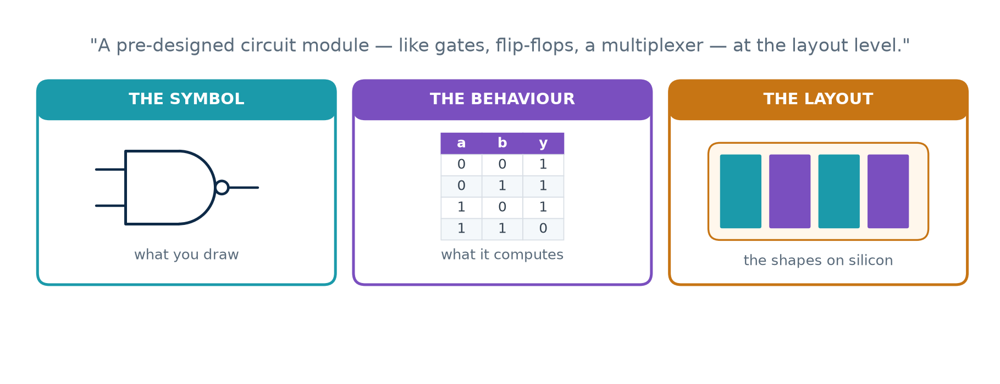 "A pre-designed circuit module — like gates, flip-flops, a multiplexer — at the layout level."
THE SYMBOL
what you draw
THE BEHAVIOUR
a b y
0 0 1
0 1 1
1 0 1
1 1 0
what it computes
THE LAYOUT
the shapes on silicon